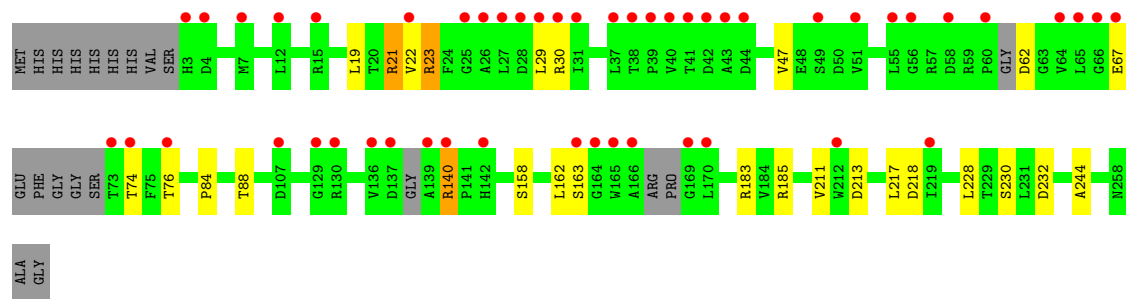 MET HIS HIS HIS HIS HIS HIS VAL SER H3 D4 M7 L12 R15 L19 T20 R21 V22 R23 F24 G25 A26 L27 D28 L29 R30 I31 L37 T38 P39 V40 T41 D42 A43 D44 V47 E48 S49 D50 V51 L55 G56 R57 D58 R59 P60 GLY D62 G63 V64 L65 G66 E67
GLU PHE GLY GLY SER T73 T74 F75 T76 P84 T88 D107 G129 R130 V136 D137 GLY A139 R140 P141 H142 S158 L162 S163 G164 W165 A166 ARG PRO G169 L170 R183 V184 R185 V211 W212 D213 L217 D218 I219 L228 T229 S230 L231 D232 A244 N258
ALA GLY